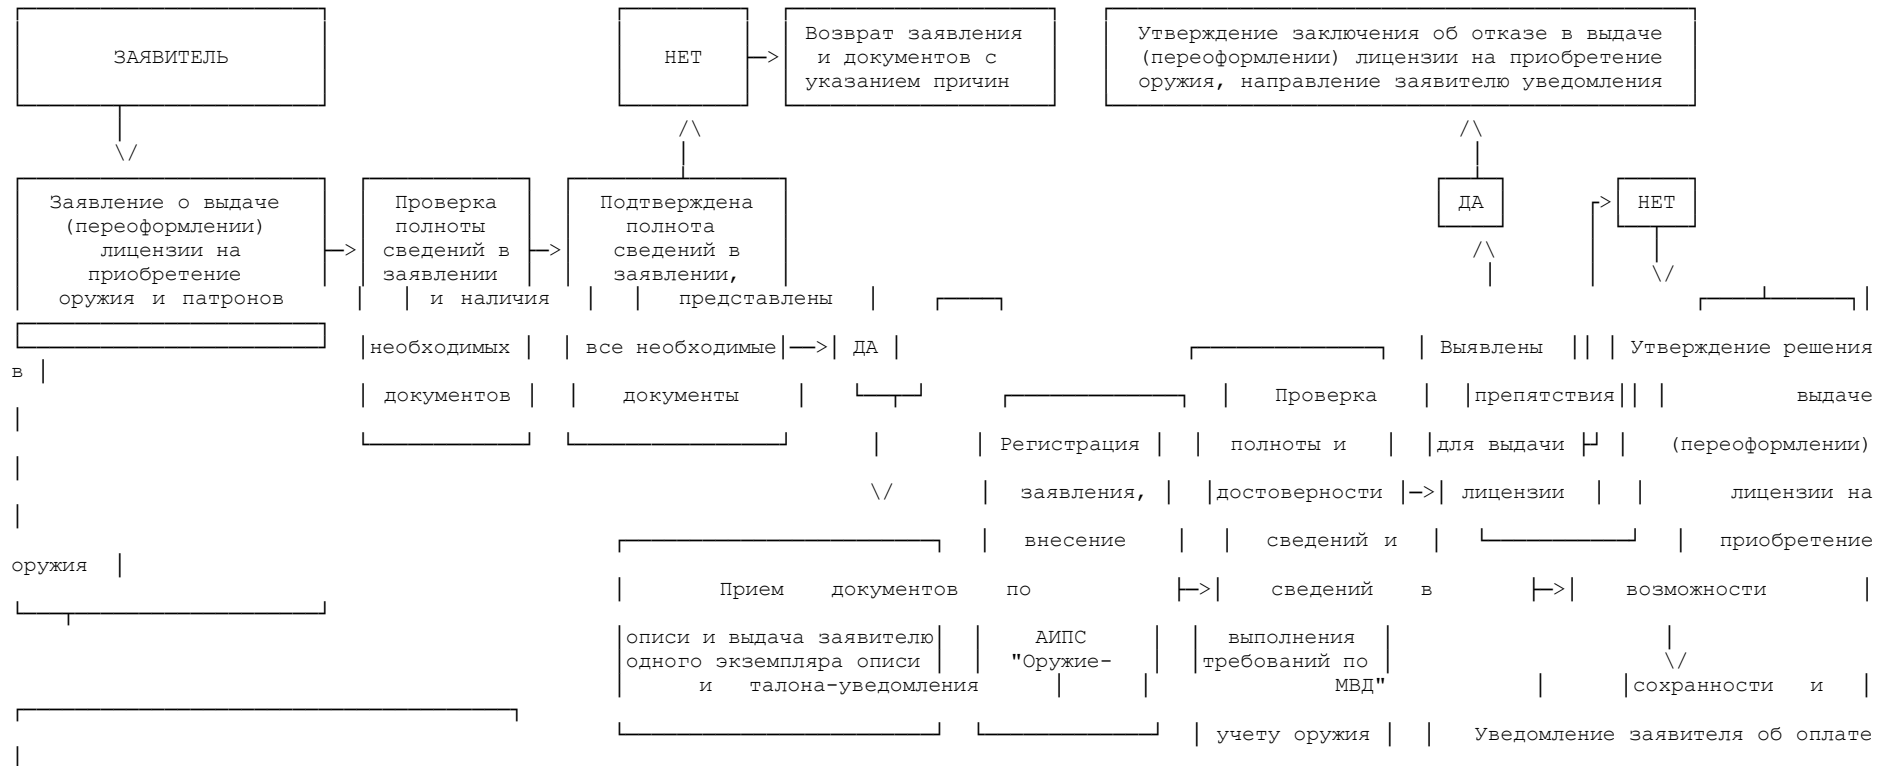 Возврат заявления Утверждение заключения об отказе в выдаче
ЗАЯВИТЕЛЬ НЕТ —> и документов с (переоформлении) лицензии на приобретение
указанием причин оружия, направление заявителю уведомления
/\ /\
\/
Заявление о выдаче Проверка Подтверждена ДА > НЕТ
(переоформлении) полноты полнота
лицензии на —> сведений в —> сведений в /\
приобретение заявлении заявлении, \/
оружия и патронов | | и наличия | | представлены |
|необходимых | | все необходимые|—>| ДА | | Выявлены || | Утверждение решения
в |
| документов | | документы | | Проверка | |препятствия|| | выдаче
|
| | Регистрация | | полноты и | |для выдачи | | (переоформлении)
|
\/ | заявления, | |достоверности |—>| лицензии | | лицензии на
|
| внесение | | сведений и | | приобретение
оружия |
| Прием документов по —>| сведений в —>| возможности |
|описи и выдача заявителю| | АИПС | | выполнения | |
|одного экземпляра описи | | "Оружие- | |требований по | \/
| и талона-уведомления | | МВД" | |сохранности и |
| учету оружия | | Уведомление заявителя об оплате
|